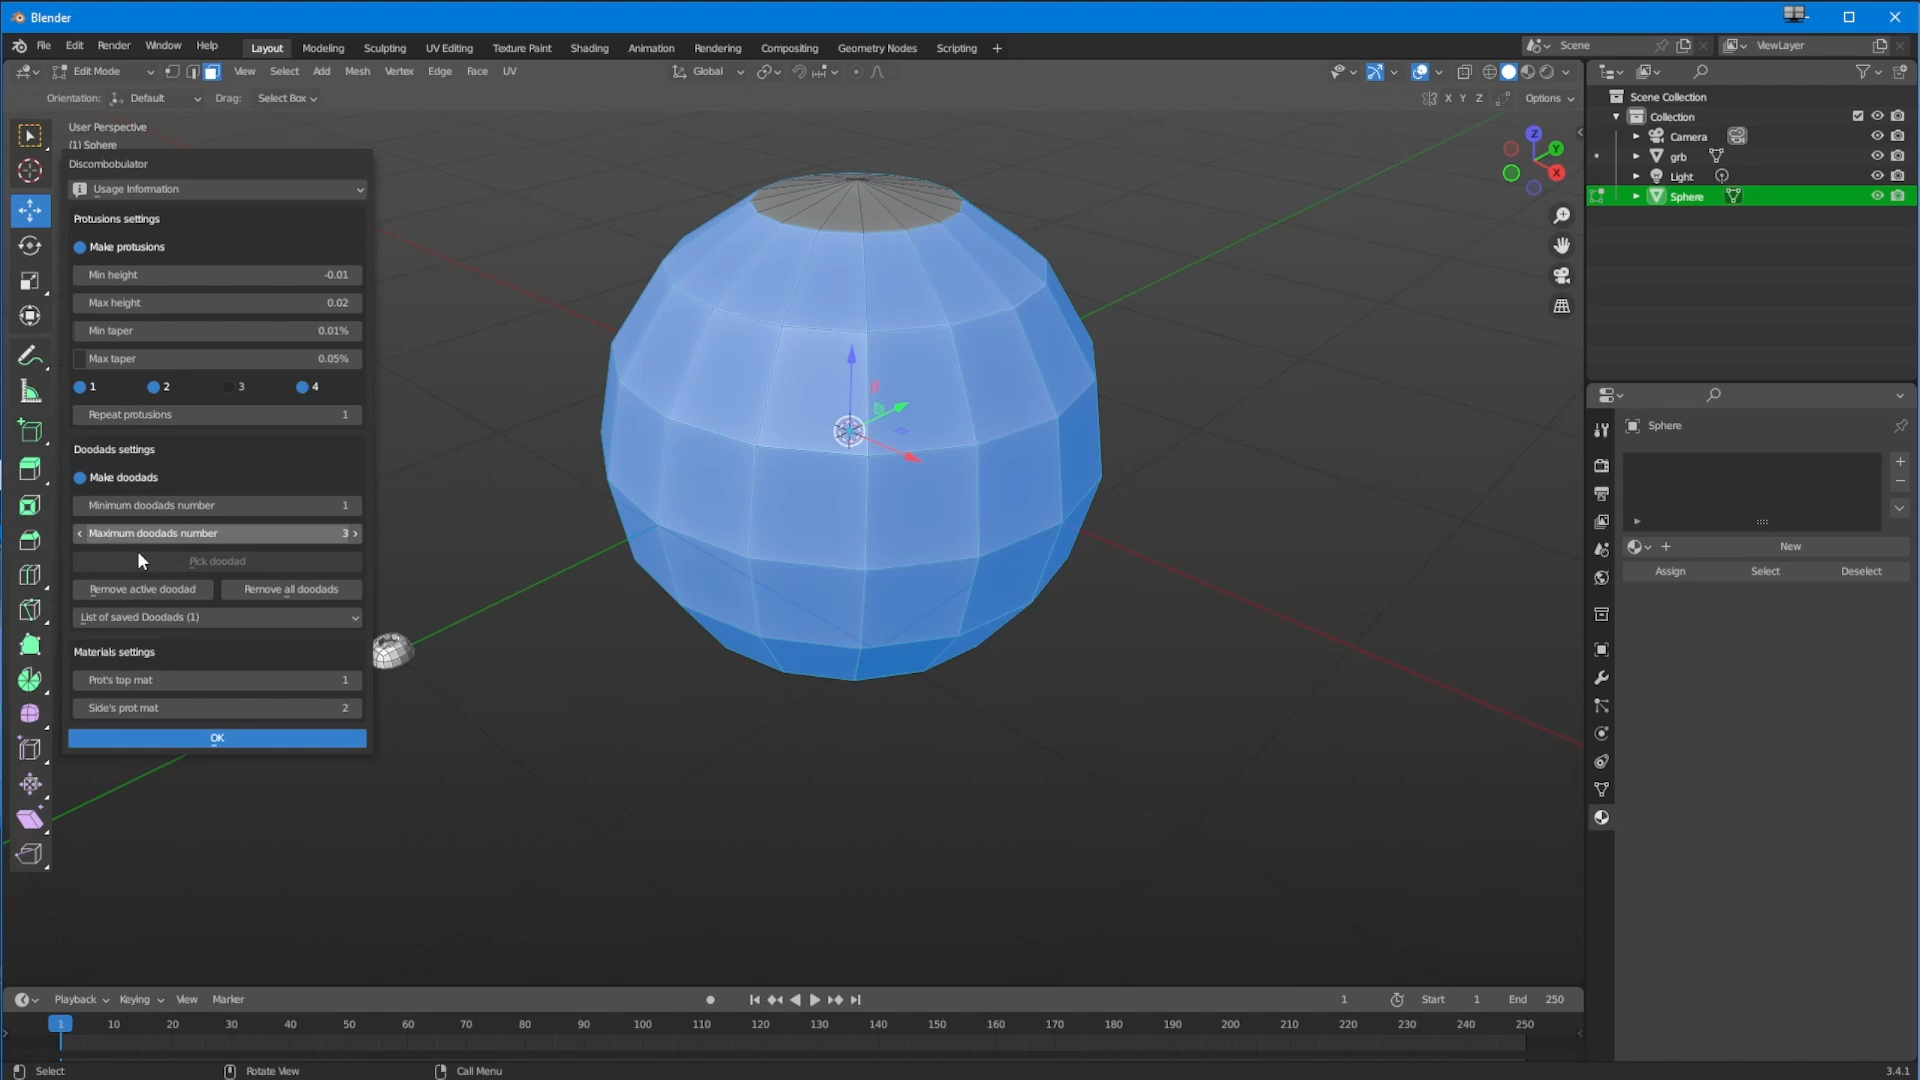 Blender
File Edit Render Window Help Layout Modeling Sculpting UV Editing Texture Paint Shading Animation Rendering Compositing Geometry Nodes Scripting + Scene ViewLayer
Edit Mode View Select Add Mesh Vertex Edge Face UV Global
Orientation: Default Drag: Select Box X Y Z Options
User Perspective
(1) Sphere
Discombobulator
Usage Information
Protusions settings
Make protusions
Min height -0.01
Max height 0.02
Min taper 0.01%
Max taper 0.05%
1 2 3 4
Repeat protusions 1
Doodads settings
Make doodads
Minimum doodads number 1
Maximum doodads number 3
Pick doodad
Remove active doodad Remove all doodads
List of saved Doodads (1)
Materials settings
Prot's top mat 1
Side's prot mat 2
OK
Z
Y
X
Scene Collection
Collection
Camera
grb
Light
Sphere
Sphere
New
Assign Select Deselect
Playback Keying View Marker 1 Start 1 End 250
1 10 20 30 40 50 60 70 80 90 100 110 120 130 140 150 160 170 180 190 200 210 220 230 240 250
Select Rotate View Call Menu 3.4.1